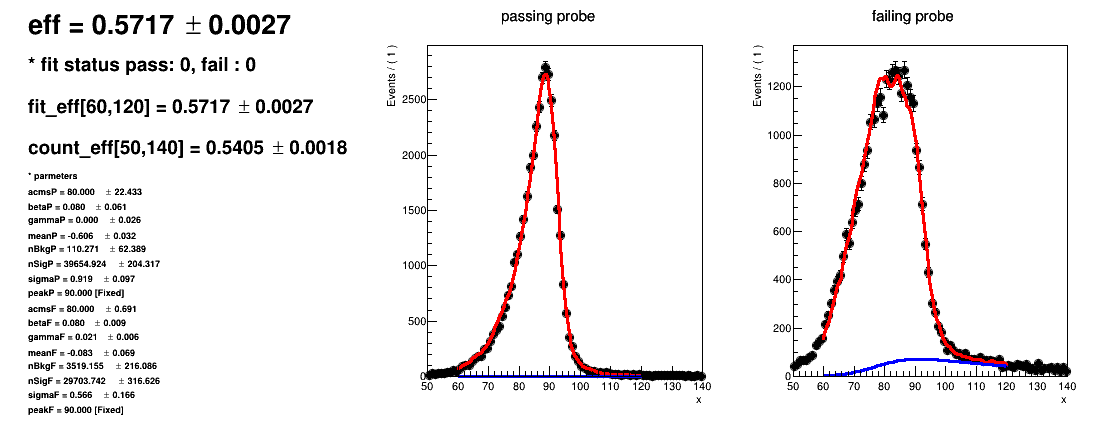 eff = 0.5717 ± 0.0027
* fit status pass: 0, fail : 0
fit_eff[60,120] = 0.5717 ± 0.0027
count_eff[50,140] = 0.5405 ± 0.0018
* parmeters
acmsP = 80.000 ± 22.433
betaP = 0.080 ± 0.061
gammaP = 0.000 ± 0.026
meanP = -0.606 ± 0.032
nBkgP = 110.271 ± 62.389
nSigP = 39654.924 ± 204.317
sigmaP = 0.919 ± 0.097
peakP = 90.000 [Fixed]
acmsF = 80.000 ± 0.691
betaF = 0.080 ± 0.009
gammaF = 0.021 ± 0.006
meanF = -0.083 ± 0.069
nBkgF = 3519.155 ± 216.086
nSigF = 29703.742 ± 316.626
sigmaF = 0.566 ± 0.166
peakF = 90.000 [Fixed]
passing probe
Events / ( 1 )
2500
2000
1500
1000
500
0
50 60 70 80 90 100 110 120 130 140
x
failing probe
Events / ( 1 )
1200
1000
800
600
400
200
0
50 60 70 80 90 100 110 120 130 140
x